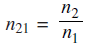 n₂₁ = n₂/n₁